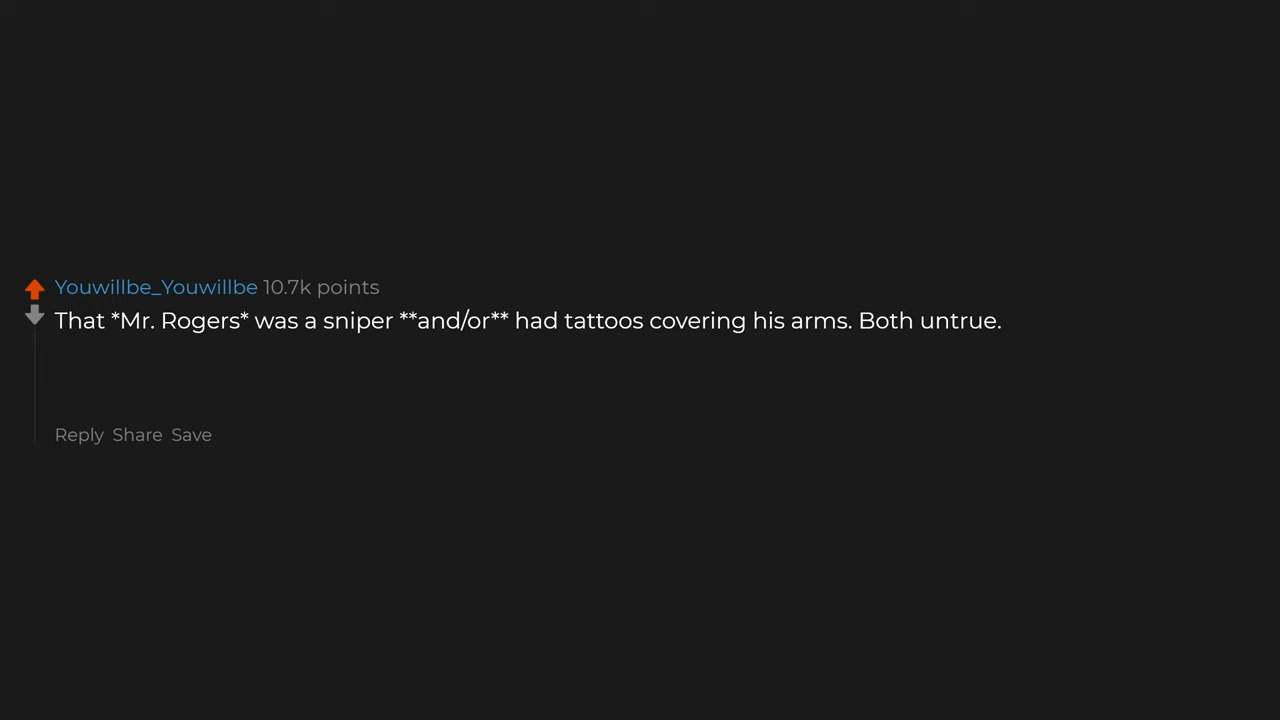 Youwillbe_Youwillbe 10.7k points
That *Mr. Rogers* was a sniper **and/or** had tattoos covering his arms. Both untrue.
Reply Share Save